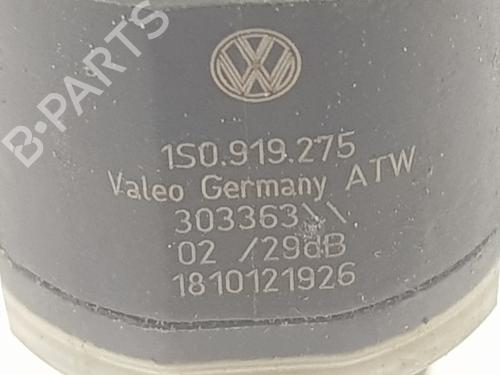 B-PARTS
1S0.919.275
Valeo Germany ATW
303363\\
02 /29dB
1810121926